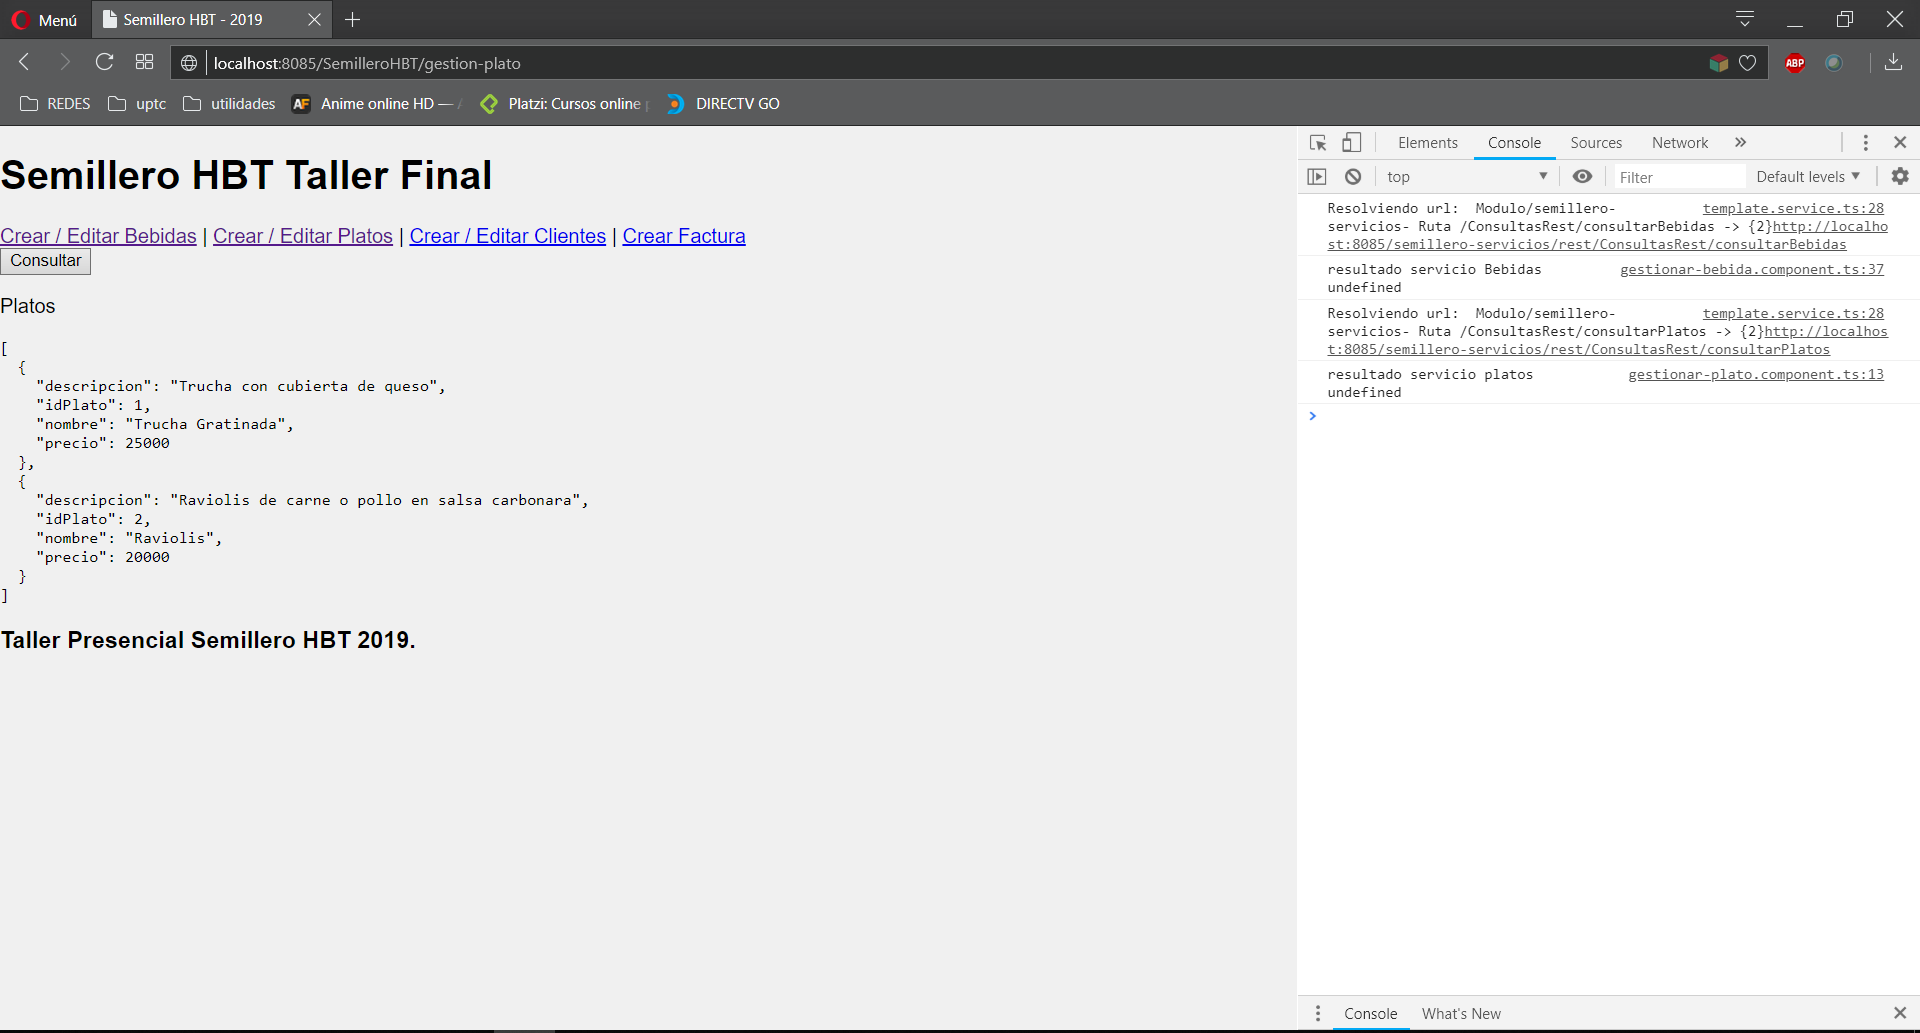 Menú
Semillero HBT - 2019
localhost:8085/SemilleroHBT/gestion-plato
ABP
REDES
uptc
utilidades
AF Anime online HD —
Platzi: Cursos online
DIRECTV GO
Semillero HBT Taller Final
Crear / Editar Bebidas | Crear / Editar Platos | Crear / Editar Clientes | Crear Factura
Consultar
Platos
[
  {
    "descripcion": "Trucha con cubierta de queso",
    "idPlato": 1,
    "nombre": "Trucha Gratinada",
    "precio": 25000
  },
  {
    "descripcion": "Raviolis de carne o pollo en salsa carbonara",
    "idPlato": 2,
    "nombre": "Raviolis",
    "precio": 20000
  }
]
Taller Presencial Semillero HBT 2019.
Elements Console Sources Network »
top Filter Default levels
Resolviendo url:  Modulo/semillero- template.service.ts:28
servicios- Ruta /ConsultasRest/consultarBebidas -> {2}http://localho
st:8085/semillero-servicios/rest/ConsultasRest/consultarBebidas
resultado servicio Bebidas gestionar-bebida.component.ts:37
undefined
Resolviendo url:  Modulo/semillero- template.service.ts:28
servicios- Ruta /ConsultasRest/consultarPlatos -> {2}http://localhos
t:8085/semillero-servicios/rest/ConsultasRest/consultarPlatos
resultado servicio platos gestionar-plato.component.ts:13
undefined
>
Console What's New